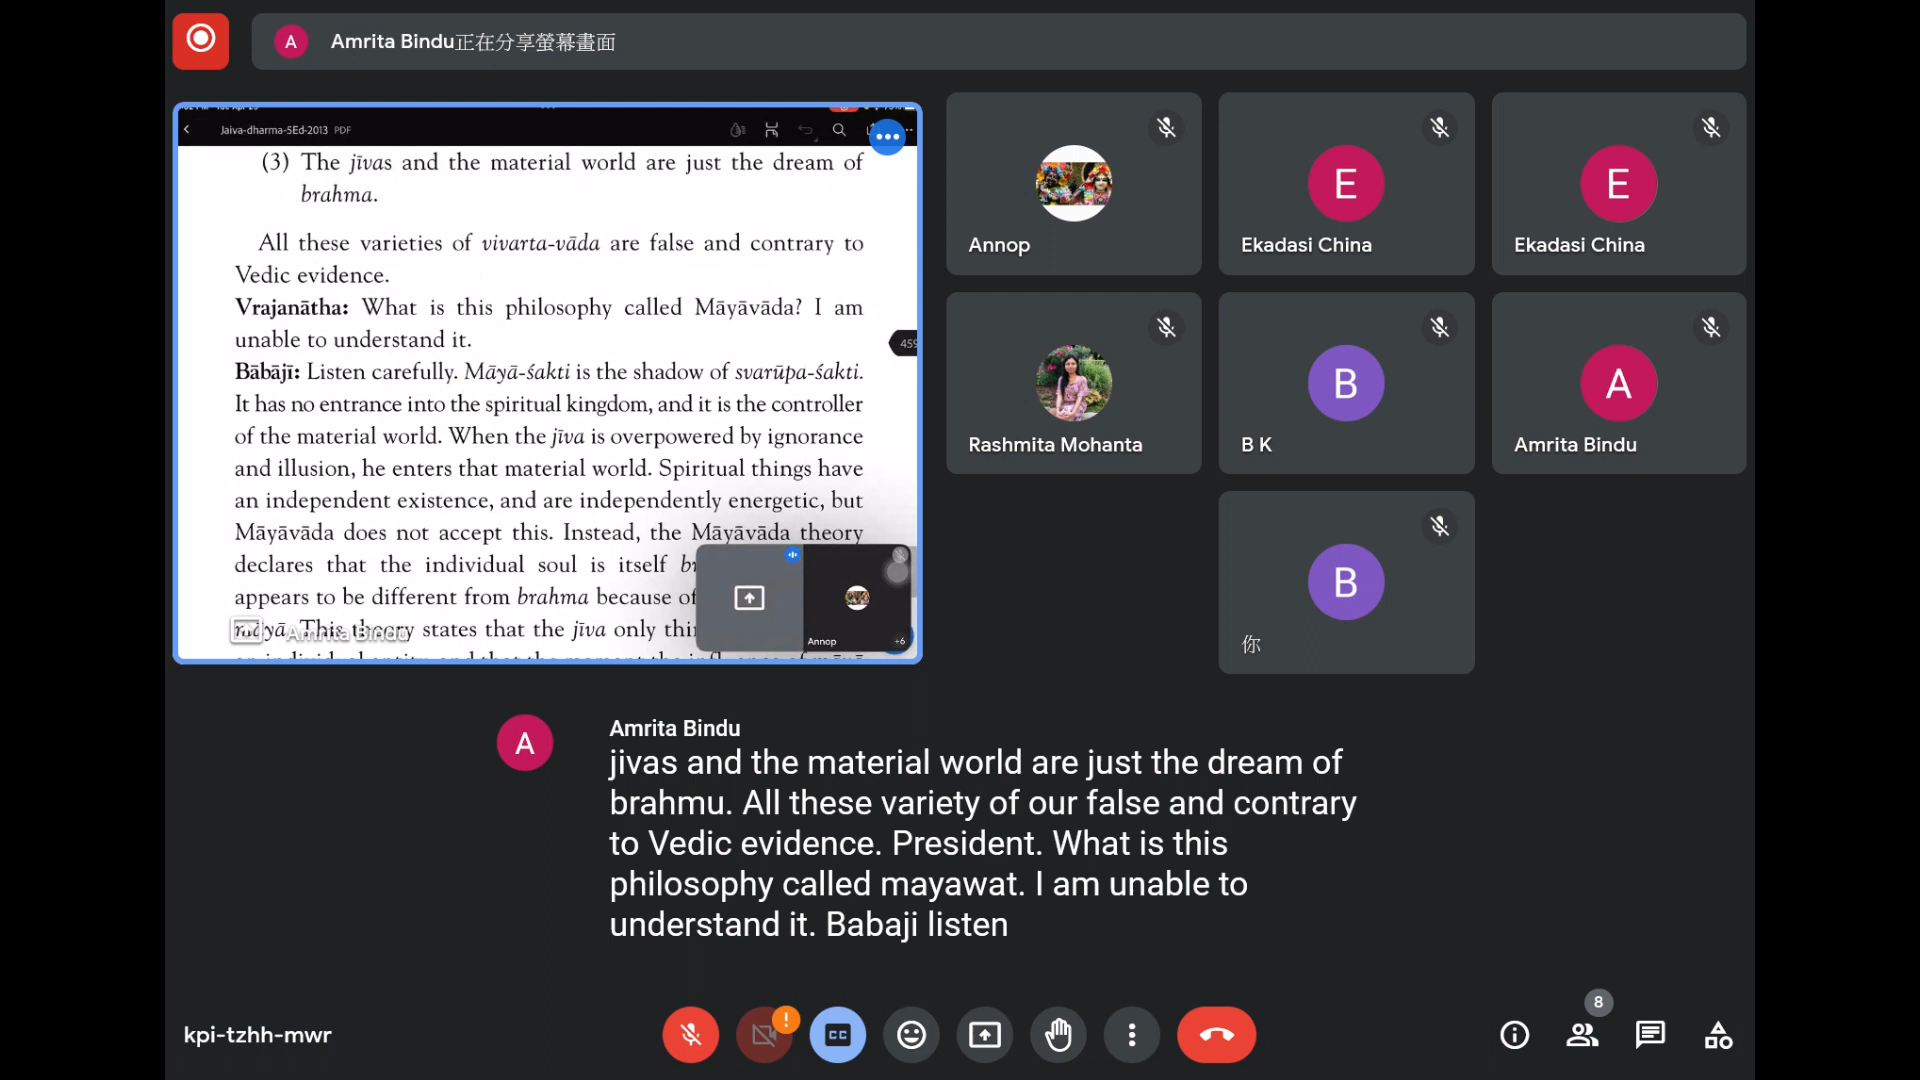 A Amrita Bindu正在分享螢幕畫面
Jaiva-dharma-5Ed-2013 PDF
(3) The jīvas and the material world are just the dream of
brahma.
All these varieties of vivarta-vāda are false and contrary to
Vedic evidence.
Vrajanātha: What is this philosophy called Māyāvāda? I am
unable to understand it.
459
Bābājī: Listen carefully. Māyā-śakti is the shadow of svarūpa-śakti.
It has no entrance into the spiritual kingdom, and it is the controller
of the material world. When the jīva is overpowered by ignorance
and illusion, he enters that material world. Spiritual things have
an independent existence, and are independently energetic, but
Māyāvāda does not accept this. Instead, the Māyāvāda theory
declares that the individual soul is itself
appears to be different from brahma because of
māyā. This theory states that the jīva only
Amrita Bindu
Annop
+6
Annop
E
Ekadasi China
E
Ekadasi China
Rashmita Mohanta
B
B K
A
Amrita Bindu
B
你
A
Amrita Bindu
jivas and the material world are just the dream of
brahmu. All these variety of our false and contrary
to Vedic evidence. President. What is this
philosophy called mayawat. I am unable to
understand it. Babaji listen
kpi-tzhh-mwr
!
CC
8